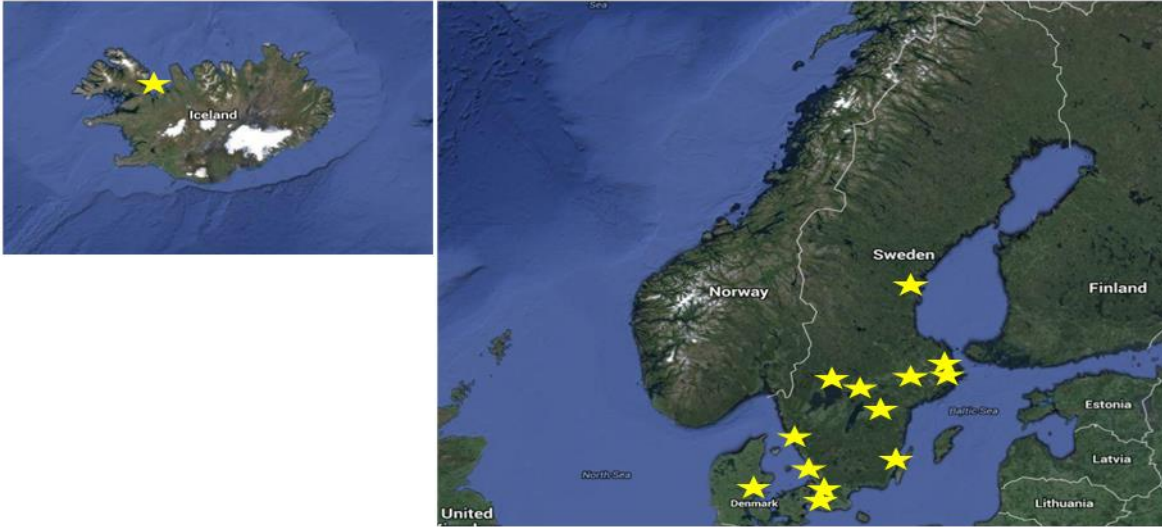 Iceland
Sea
Sweden
Norway
Finland
Baltic-Sea
Estonia
Latvia
North-Sea
Denmark
Lithuania
United